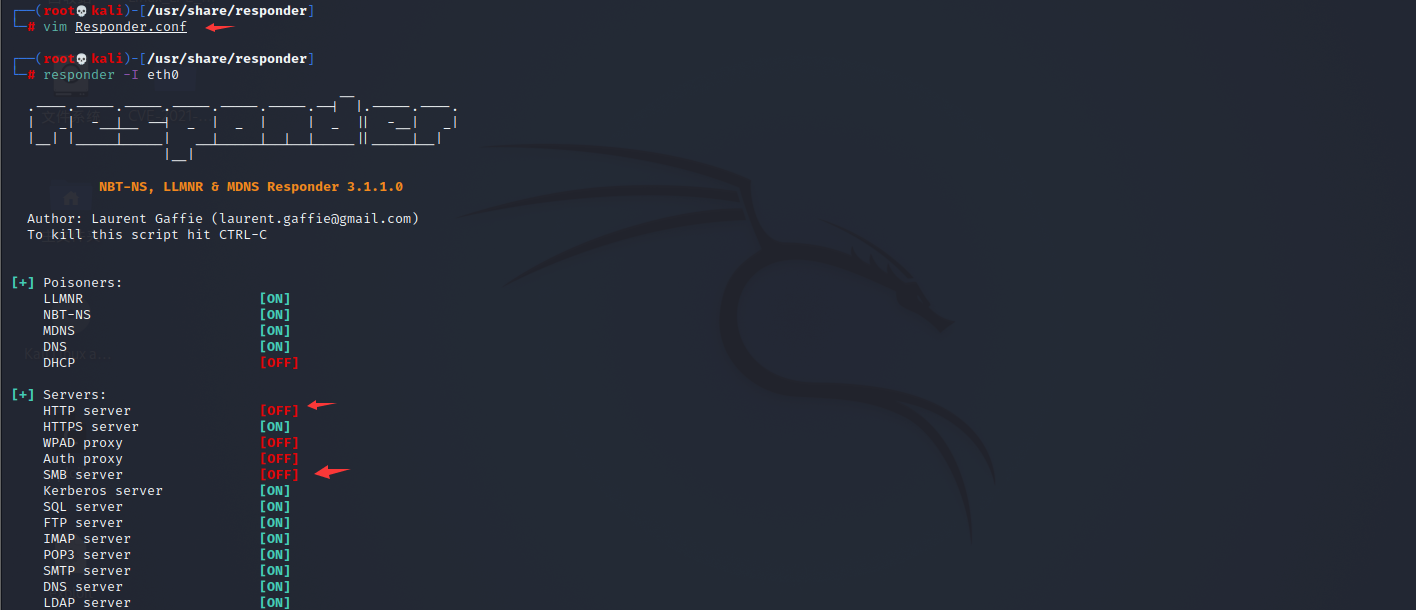 ┌──(root💀kali)-[/usr/share/responder]
└─# vim Responder.conf
┌──(root💀kali)-[/usr/share/responder]
└─# responder -I eth0
NBT-NS, LLMNR & MDNS Responder 3.1.1.0
Author: Laurent Gaffie (laurent.gaffie@gmail.com)
To kill this script hit CTRL-C
[+] Poisoners:
LLMNR [ON]
NBT-NS [ON]
MDNS [ON]
DNS [ON]
DHCP [OFF]
[+] Servers:
HTTP server [OFF]
HTTPS server [ON]
WPAD proxy [OFF]
Auth proxy [OFF]
SMB server [OFF]
Kerberos server [ON]
SQL server [ON]
FTP server [ON]
IMAP server [ON]
POP3 server [ON]
SMTP server [ON]
DNS server [ON]
LDAP server [ON]